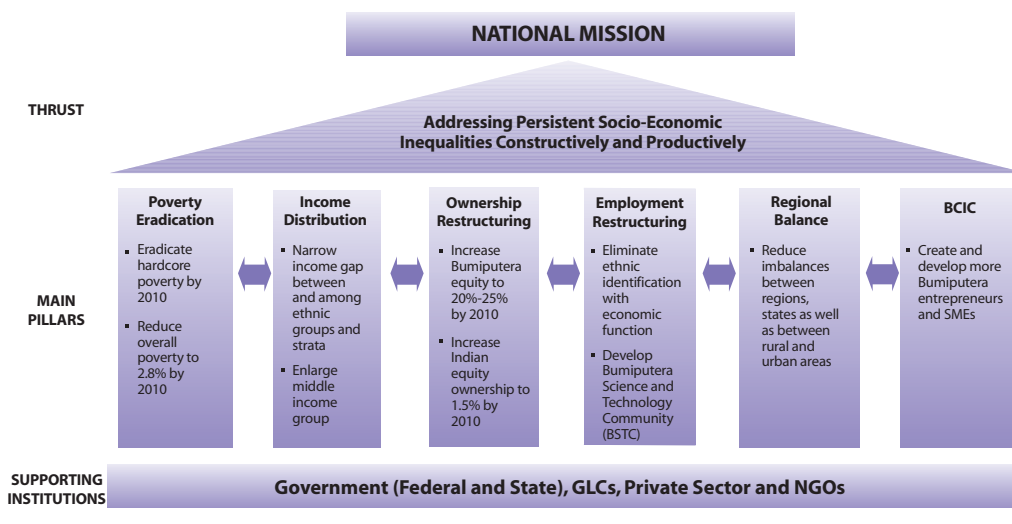 NATIONAL MISSION
THRUST
Addressing Persistent Socio-Economic
Inequalities Constructively and Productively
MAIN
PILLARS
Poverty
Eradication
▪ Eradicate
hardcore
poverty by
2010
▪ Reduce
overall
poverty to
2.8% by
2010
Income
Distribution
▪ Narrow
income gap
between
and among
ethnic
groups and
strata
▪ Enlarge
middle
income
group
Ownership
Restructuring
▪ Increase
Bumiputera
equity to
20%-25%
by 2010
▪ Increase
Indian
equity
ownership to
1.5% by
2010
Employment
Restructuring
▪ Eliminate
ethnic
identification
with
economic
function
▪ Develop
Bumiputera
Science and
Technology
Community
(BSTC)
Regional
Balance
▪ Reduce
imbalances
between
regions,
states as well
as between
rural and
urban areas
BCIC
▪ Create and
develop more
Bumiputera
entrepreneurs
and SMEs
SUPPORTING
INSTITUTIONS
Government (Federal and State), GLCs, Private Sector and NGOs